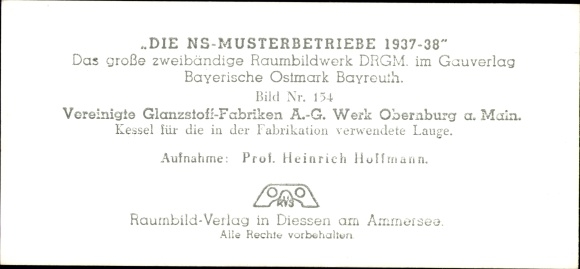 „DIE NS-MUSTERBETRIEBE 1937-38"
Das große zweibändige Raumbildwerk DRGM. im Gauverlag
Bayerische Ostmark Bayreuth.
Bild Nr. 154
Vereinigte Glanzstoff-Fabriken A.-G. Werk Obernburg a. Main.
Kessel für die in der Fabrikation verwendete Lauge.
Aufnahme: Prof. Heinrich Hoffmann.
RVS
Raumbild-Verlag in Diessen am Ammersee.
Alle Rechte vorbehalten.